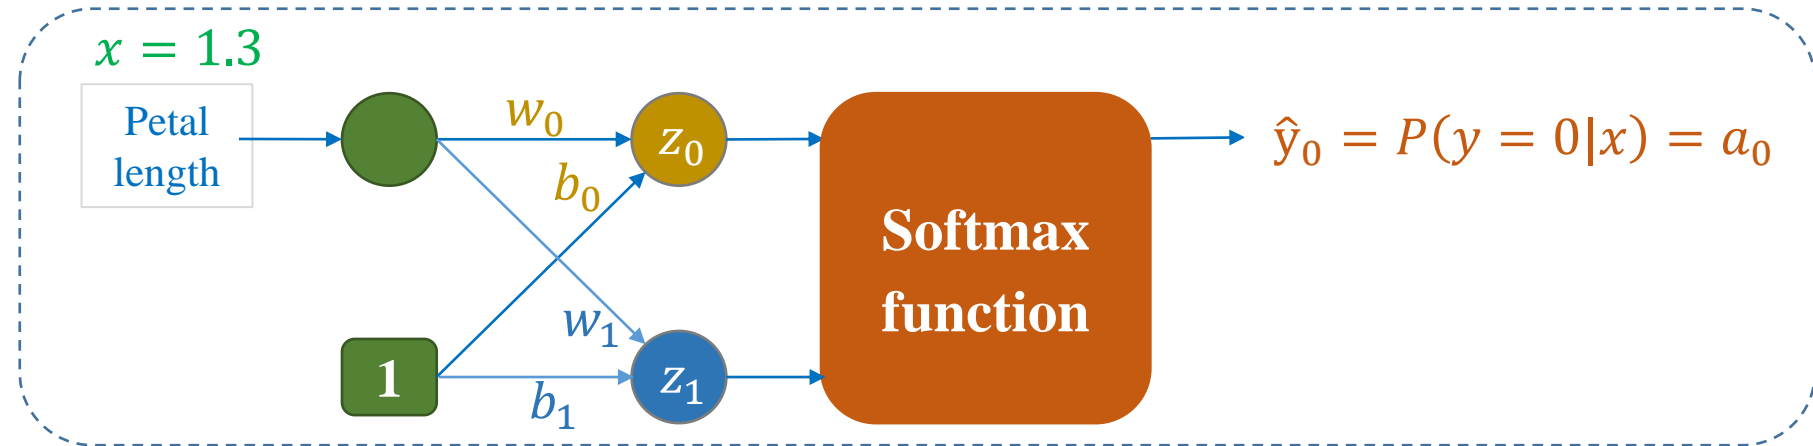 x = 1.3
Petal
length
w₀
z₀
b₀
ŷ₀ = P(y = 0|x) = a₀
Softmax
function
w₁
1
b₁
z₁